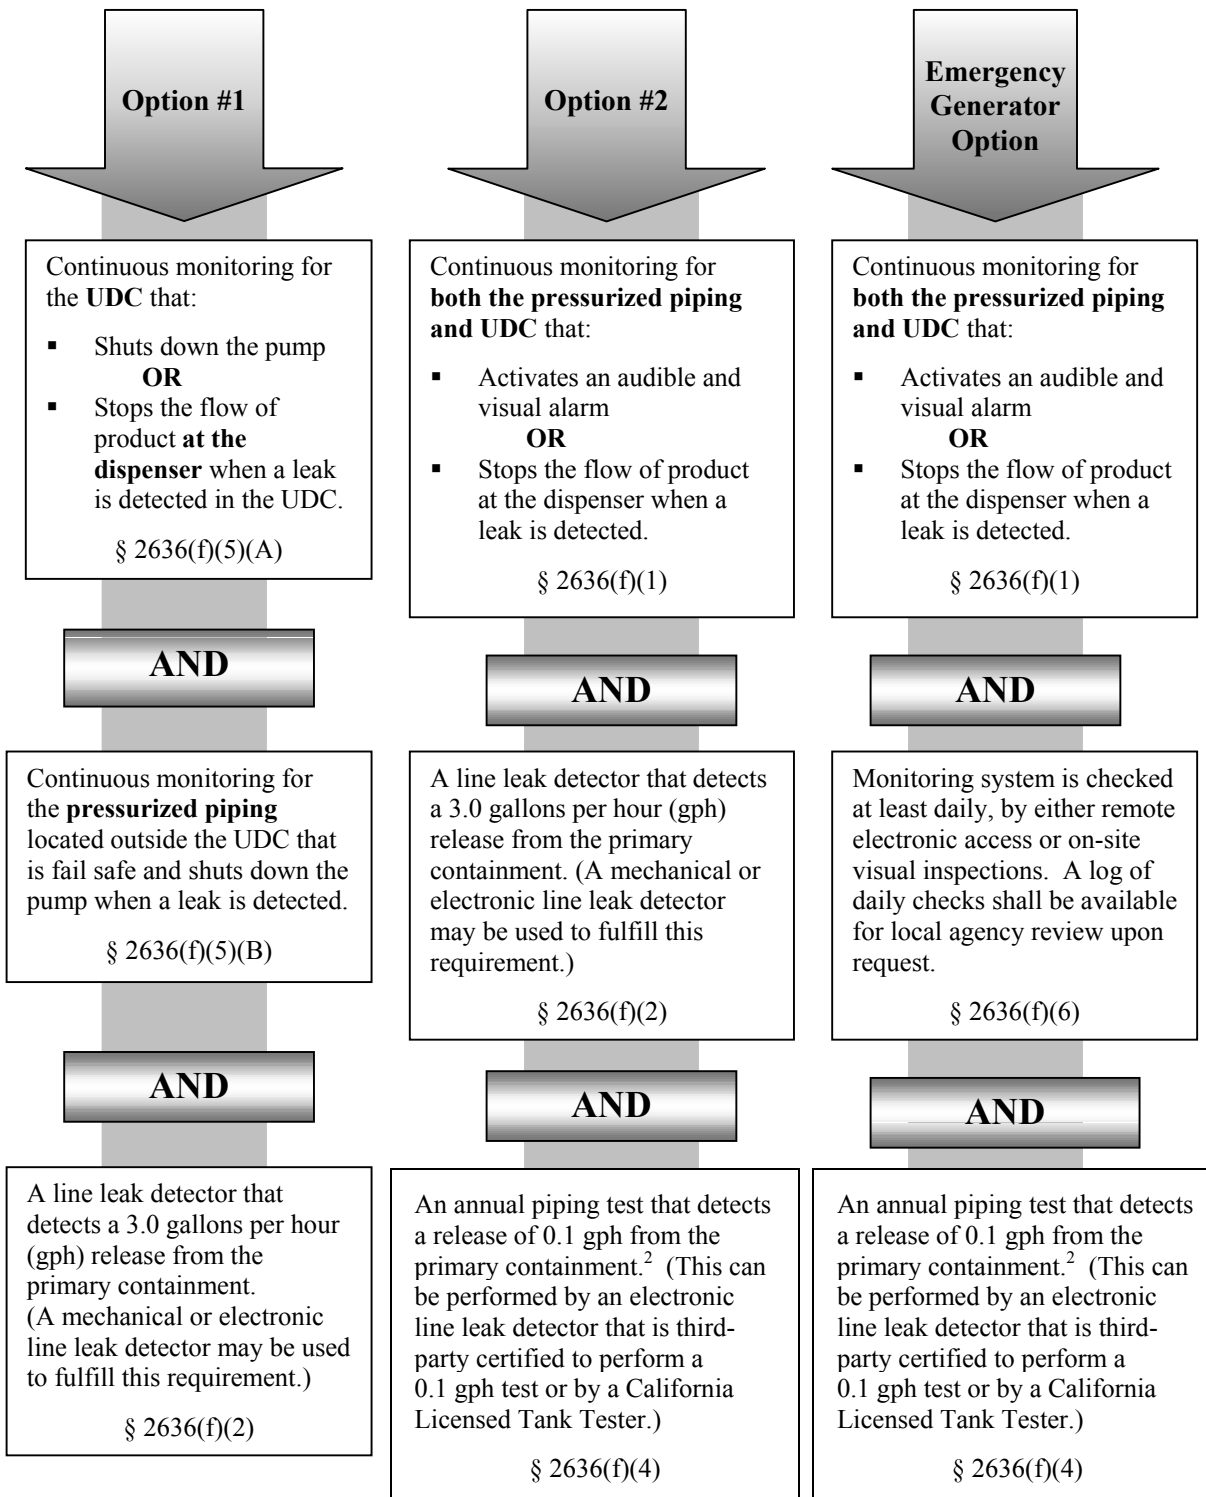 Option #1
Continuous monitoring for
the UDC that:
▪ Shuts down the pump
OR
▪ Stops the flow of
product at the
dispenser when a leak
is detected in the UDC.
§ 2636(f)(5)(A)
AND
Continuous monitoring for
the pressurized piping
located outside the UDC that
is fail safe and shuts down the
pump when a leak is detected.
§ 2636(f)(5)(B)
AND
A line leak detector that
detects a 3.0 gallons per hour
(gph) release from the
primary containment.
(A mechanical or electronic
line leak detector may be used
to fulfill this requirement.)
§ 2636(f)(2)
Option #2
Continuous monitoring for
both the pressurized piping
and UDC that:
▪ Activates an audible and
visual alarm
OR
▪ Stops the flow of product
at the dispenser when a
leak is detected.
§ 2636(f)(1)
AND
A line leak detector that detects
a 3.0 gallons per hour (gph)
release from the primary
containment. (A mechanical or
electronic line leak detector
may be used to fulfill this
requirement.)
§ 2636(f)(2)
AND
An annual piping test that detects
a release of 0.1 gph from the
primary containment.² (This can
be performed by an electronic
line leak detector that is third-
party certified to perform a
0.1 gph test or by a California
Licensed Tank Tester.)
§ 2636(f)(4)
Emergency
Generator
Option
Continuous monitoring for
both the pressurized piping
and UDC that:
▪ Activates an audible and
visual alarm
OR
▪ Stops the flow of product
at the dispenser when a
leak is detected.
§ 2636(f)(1)
AND
Monitoring system is checked
at least daily, by either remote
electronic access or on-site
visual inspections. A log of
daily checks shall be available
for local agency review upon
request.
§ 2636(f)(6)
AND
An annual piping test that detects
a release of 0.1 gph from the
primary containment.² (This can
be performed by an electronic
line leak detector that is third-
party certified to perform a
0.1 gph test or by a California
Licensed Tank Tester.)
§ 2636(f)(4)